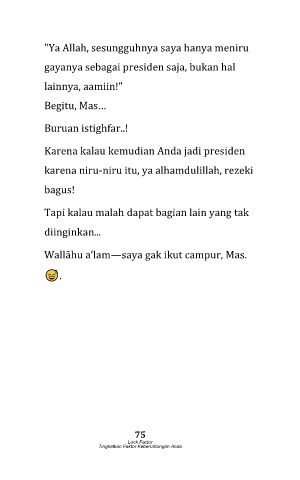 "Ya Allah, sesungguhnya saya hanya meniru
gayanya sebagai presiden saja, bukan hal
lainnya, aamiin!"
Begitu, Mas…
Buruan istighfar..!
Karena kalau kemudian Anda jadi presiden
karena niru-niru itu, ya alhamdulillah, rezeki
bagus!
Tapi kalau malah dapat bagian lain yang tak
diinginkan...
Wallāhu a‘lam—saya gak ikut campur, Mas.
😅.
75
Luck Factor
Tingkatkan Faktor Keberuntungan Anda